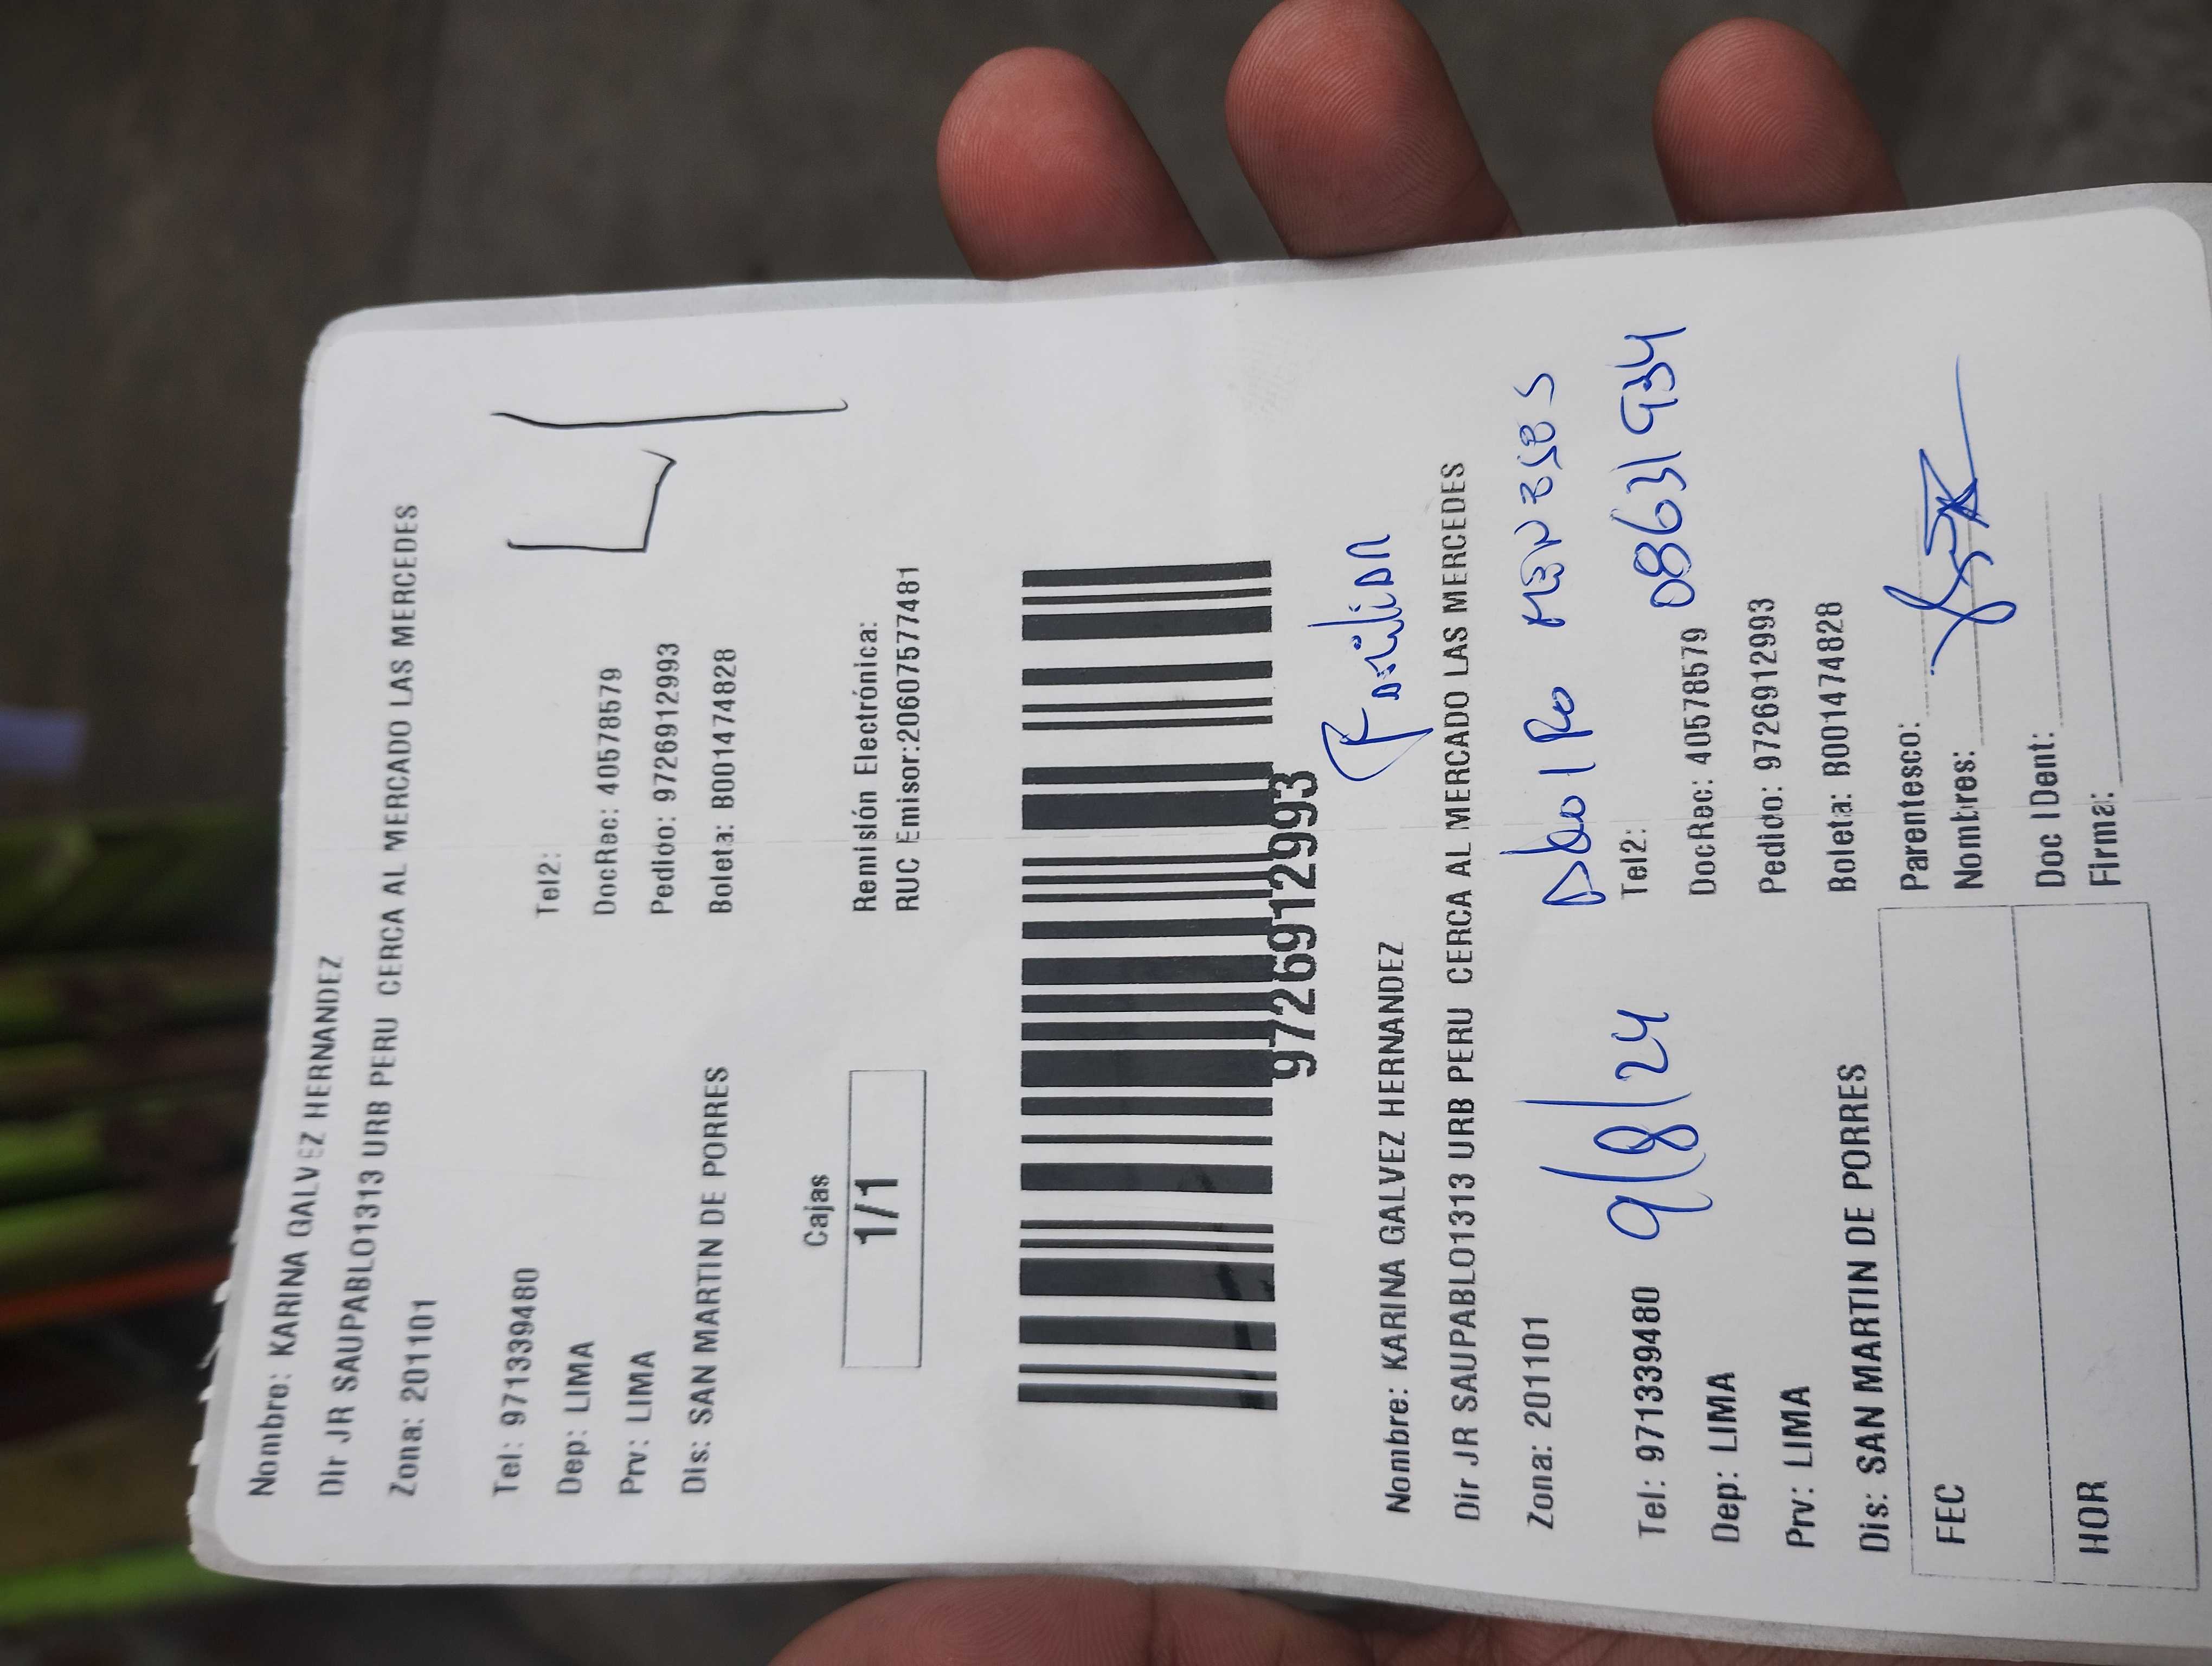 Nombre: KARINA GALVEZ HERNANDEZ
Dir JR SAUPABLO1313 URB PERU CERCA AL MERCADO LAS MERCEDES
Zona: 201101
Tel: 971339480
Tel2:
Dep: LIMA
DocRec: 40578579
Prv: LIMA
Pedido: 9726912993
Dis: SAN MARTIN DE PORRES
Boleta: B001474828
Cajas
1/1
Remisión Electrónica:
RUC Emisor:20607577481
9726912993
Familiar
Nombre: KARINA GALVEZ HERNANDEZ
Dir JR SAUPABLO1313 URB PERU CERCA AL MERCADO LAS MERCEDES
Zona: 201101
MENESES
Tel: 971339480
9/8/24
Tel2:
08631934
Dep: LIMA
DocRec: 40578579
Prv: LIMA
Pedido: 9726912993
Dis: SAN MARTIN DE PORRES
Boleta: B001474828
FEC
HOR
Parentesco:
Nombres:
Doc IDent:
Firma: